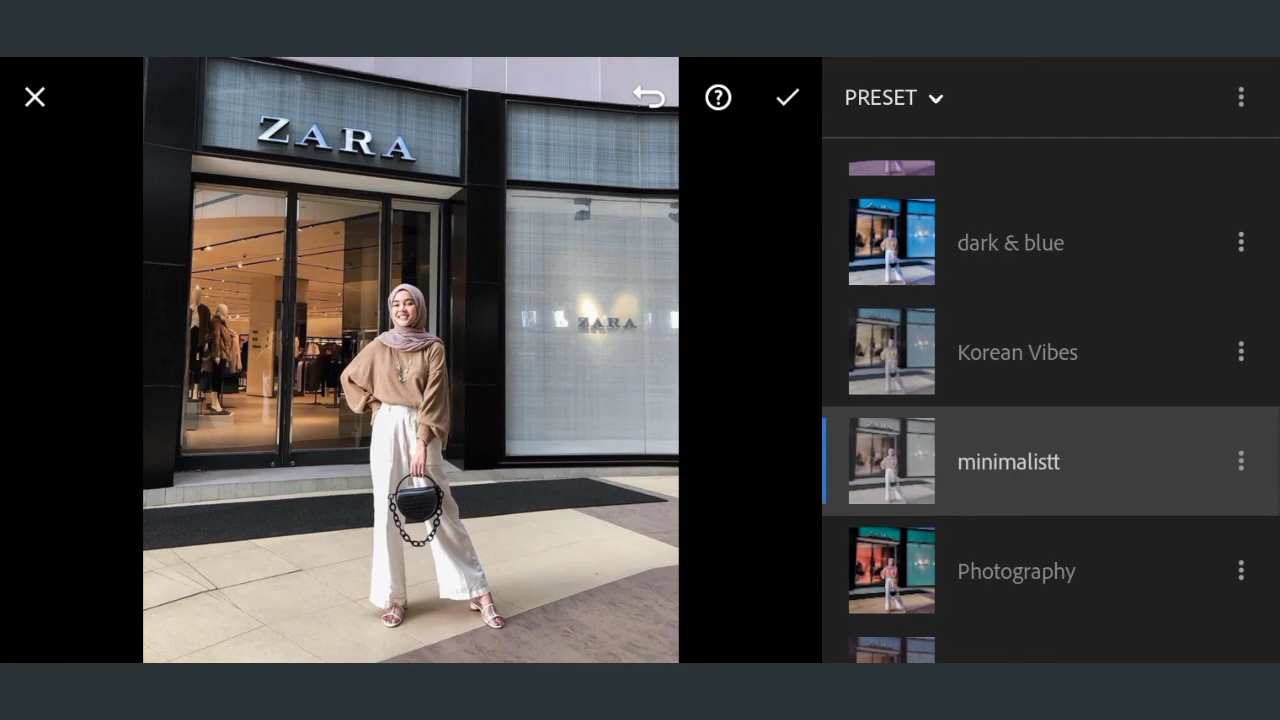 ZARA
ZARA
PRESET
dark & blue
Korean Vibes
minimalistt
Photography